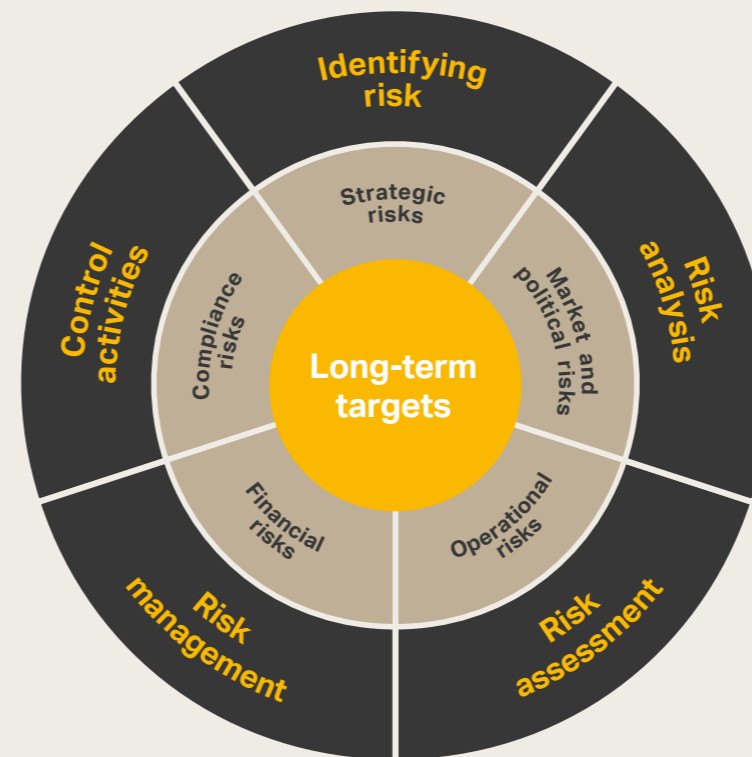 Identifying
risk
Risk
analysis
Risk
assessment
Risk
management
Control
activities
Strategic
risks
Market and
political risks
Operational
risks
Financial
risks
Compliance
risks
Long-term
targets